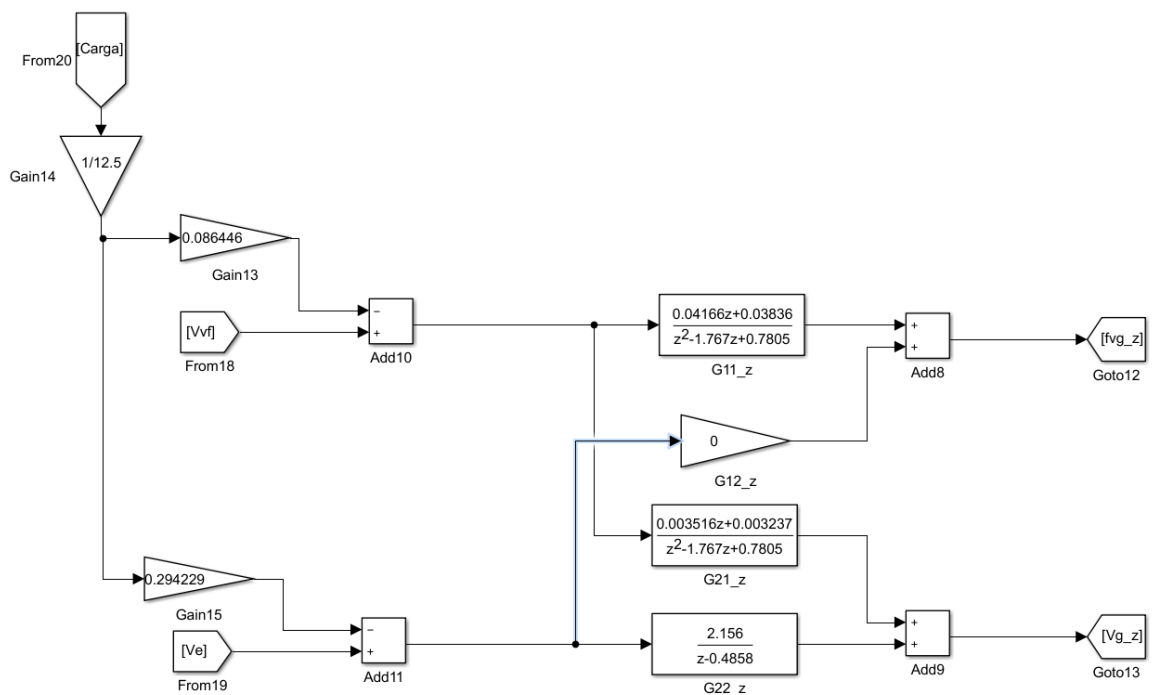 [Carga]
From20
1/12.5
Gain14
0.086446
Gain13
[Vvf]
From18
−
+
Add10
0.04166z+0.03836
z2-1.767z+0.7805
G11_z
+
+
Add8
[fvg_z]
Goto12
0
G12_z
0.003516z+0.003237
z2-1.767z+0.7805
G21_z
0.294229
Gain15
[Ve]
From19
−
+
Add11
2.156
z-0.4858
G22_z
+
+
Add9
[Vg_z]
Goto13